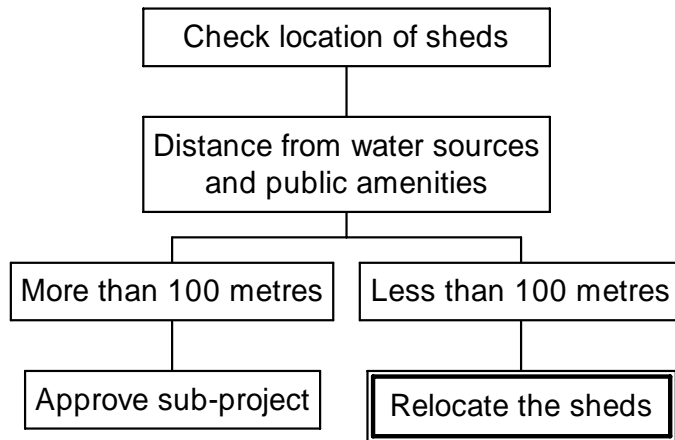 Check location of sheds
Distance from water sources
and public amenities
More than 100 metres
Less than 100 metres
Approve sub-project
Relocate the sheds